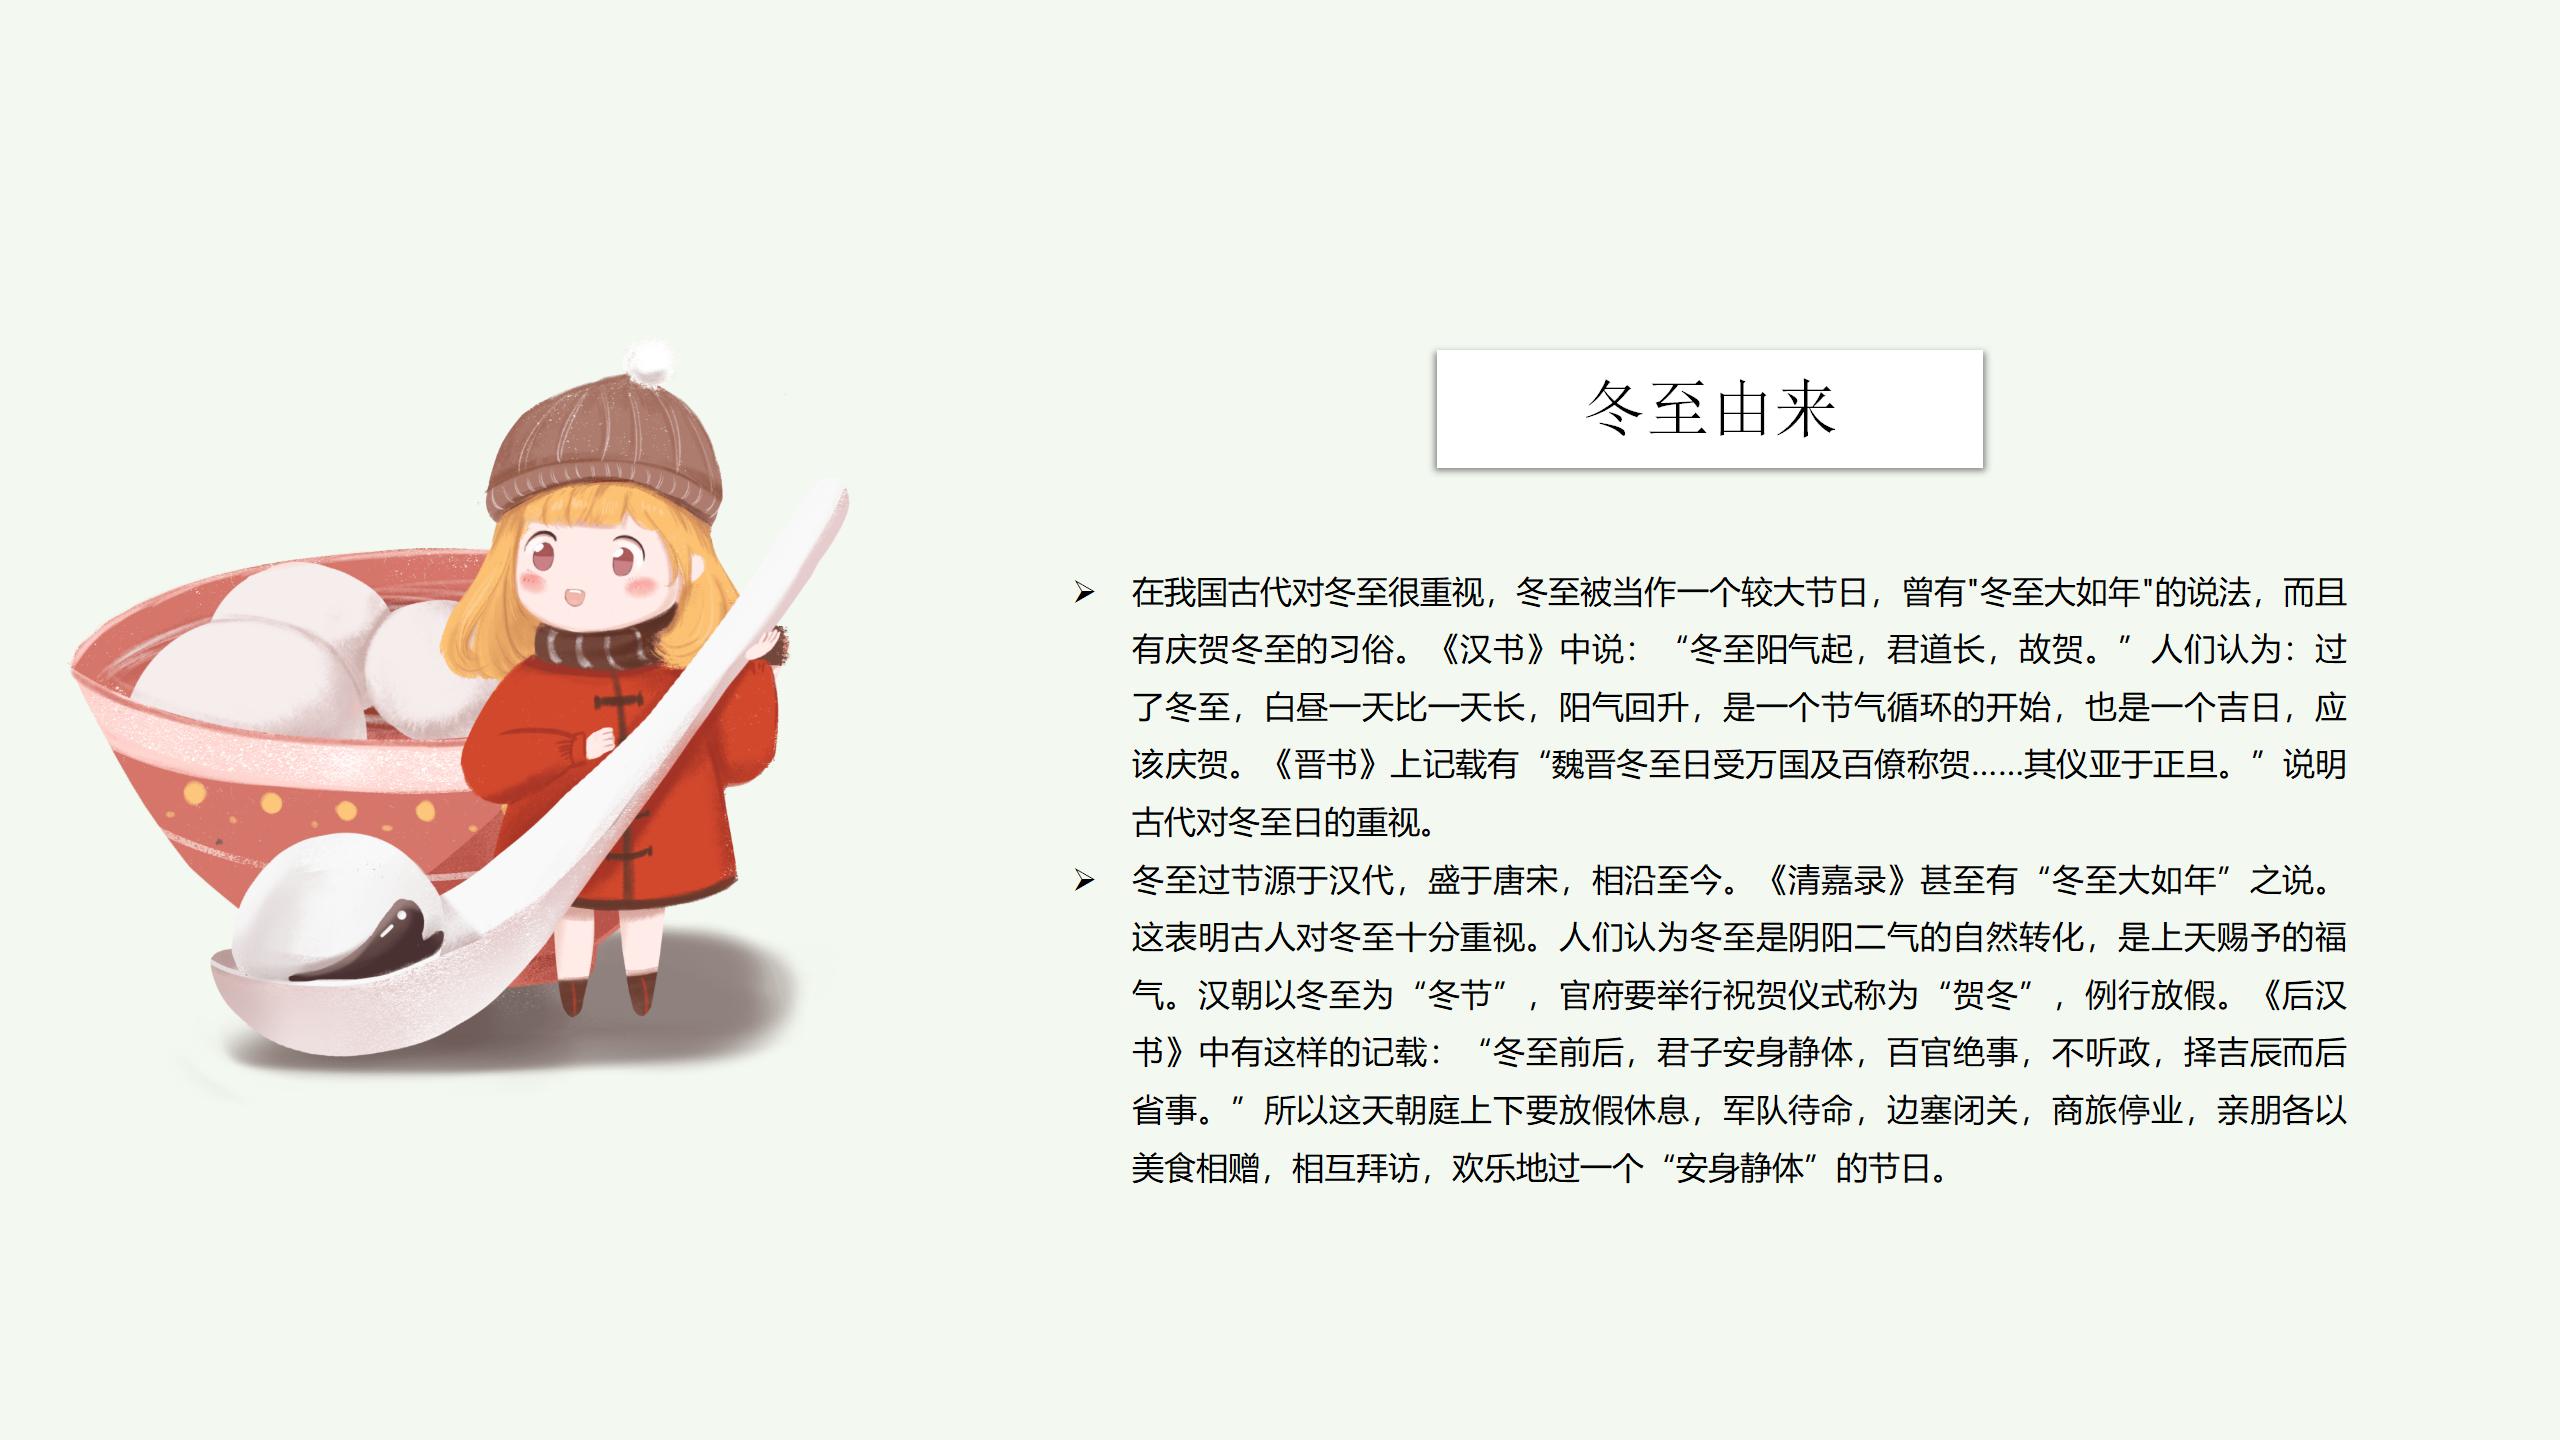 冬至由来
在我国古代对冬至很重视，冬至被当作一个较大节日，曾有"冬至大如年"的说法，而且
有庆贺冬至的习俗。《汉书》中说：“冬至阳气起，君道长，故贺。”人们认为：过
了冬至，白昼一天比一天长，阳气回升，是一个节气循环的开始，也是一个吉日，应
该庆贺。《晋书》上记载有“魏晋冬至日受万国及百僚称贺……其仪亚于正旦。”说明
古代对冬至日的重视。
冬至过节源于汉代，盛于唐宋，相沿至今。《清嘉录》甚至有“冬至大如年”之说。
这表明古人对冬至十分重视。人们认为冬至是阴阳二气的自然转化，是上天赐予的福
气。汉朝以冬至为“冬节”，官府要举行祝贺仪式称为“贺冬”，例行放假。《后汉
书》中有这样的记载：“冬至前后，君子安身静体，百官绝事，不听政，择吉辰而后
省事。”所以这天朝庭上下要放假休息，军队待命，边塞闭关，商旅停业，亲朋各以
美食相赠，相互拜访，欢乐地过一个“安身静体”的节日。